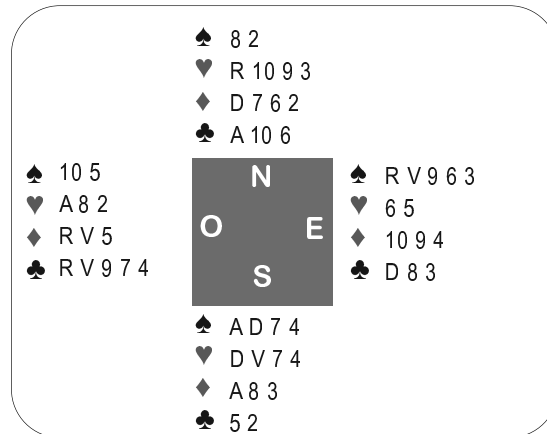 ♠ 8 2
♥ R 10 9 3
♦ D 7 6 2
♣ A 10 6
♠ 10 5
♥ A 8 2
♦ R V 5
♣ R V 9 7 4
N
O E
S
♠ R V 9 6 3
♥ 6 5
♦ 10 9 4
♣ D 8 3
♠ A D 7 4
♥ D V 7 4
♦ A 8 3
♣ 5 2